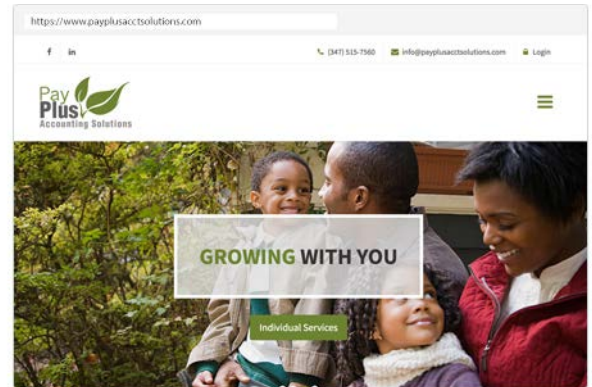 https://www.payplusacctsolutions.com
f in (347) 515-7560 info@payplusacctsolutions.com Login
Pay
Plus
Accounting Solutions
GROWING WITH YOU
Individual Services